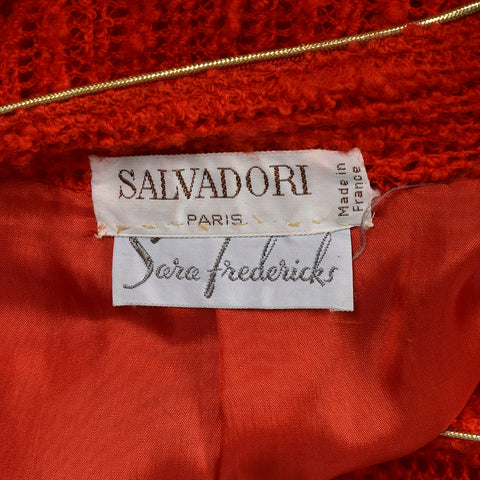 SALVADORI
PARIS
Made in
France
Sara Fredericks